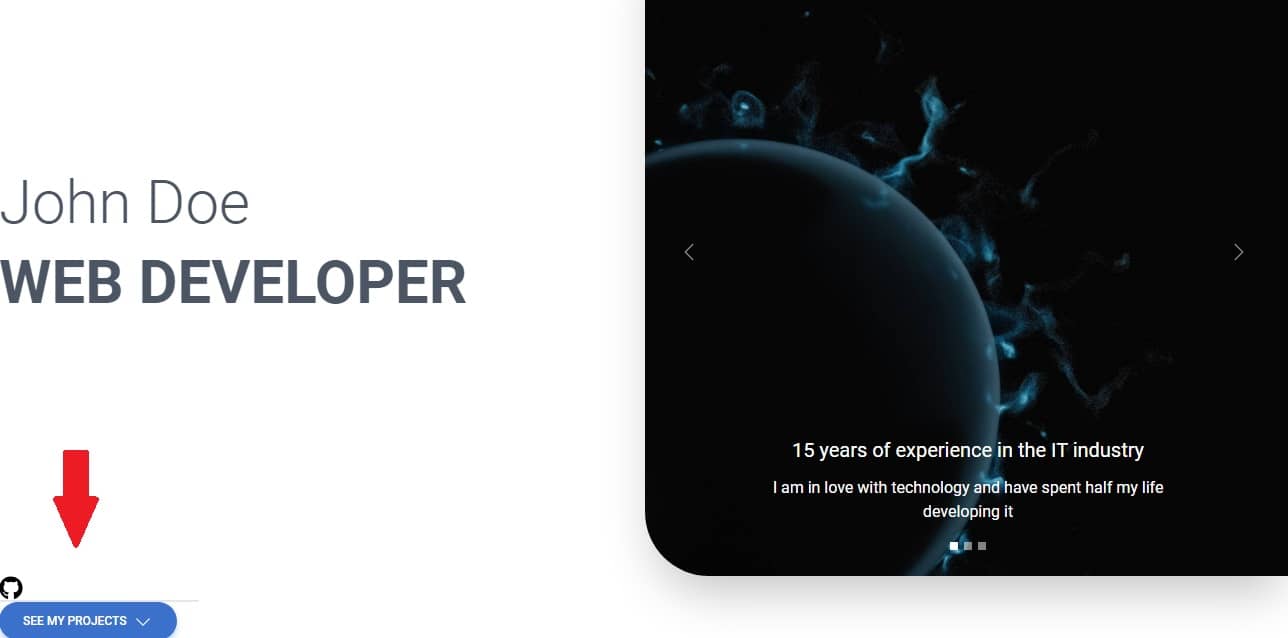 John Doe
WEB DEVELOPER
15 years of experience in the IT industry
I am in love with technology and have spent half my life
developing it
SEE MY PROJECTS